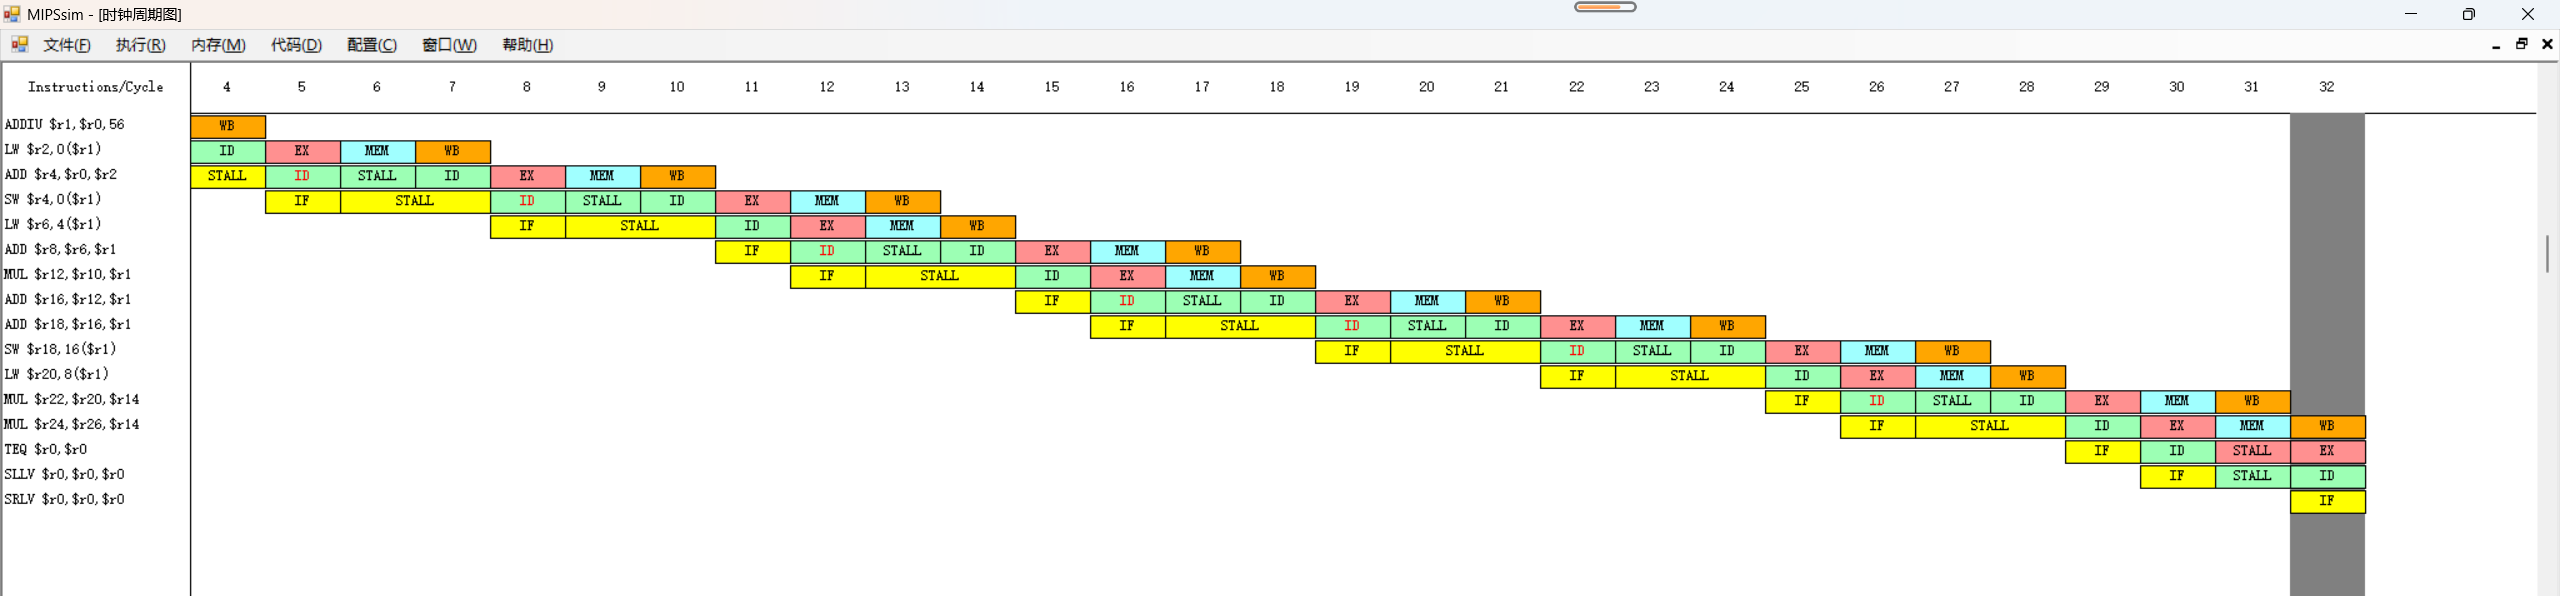 MIPSsim - [时钟周期图]
文件(F) 执行(R) 内存(M) 代码(D) 配置(C) 窗口(W) 帮助(H)
Instructions/Cycle 4 5 6 7 8 9 10 11 12 13 14 15 16 17 18 19 20 21 22 23 24 25 26 27 28 29 30 31 32
ADDIU $r1,$r0,56 WB
LW $r2,0($r1) ID EX MEM WB
ADD $r4,$r0,$r2 STALL ID STALL ID EX MEM WB
SW $r4,0($r1) IF STALL ID STALL ID EX MEM WB
LW $r6,4($r1) IF STALL ID EX MEM WB
ADD $r8,$r6,$r1 IF ID STALL ID EX MEM WB
MUL $r12,$r10,$r1 IF STALL ID EX MEM WB
ADD $r16,$r12,$r1 IF ID STALL ID EX MEM WB
ADD $r18,$r16,$r1 IF STALL ID STALL ID EX MEM WB
SW $r18,16($r1) IF STALL ID STALL ID EX MEM WB
LW $r20,8($r1) IF STALL ID EX MEM WB
MUL $r22,$r20,$r14 IF ID STALL ID EX MEM WB
MUL $r24,$r26,$r14 IF STALL ID EX MEM WB
TEQ $r0,$r0 IF ID STALL EX
SLLV $r0,$r0,$r0 IF STALL ID
SRLV $r0,$r0,$r0 IF